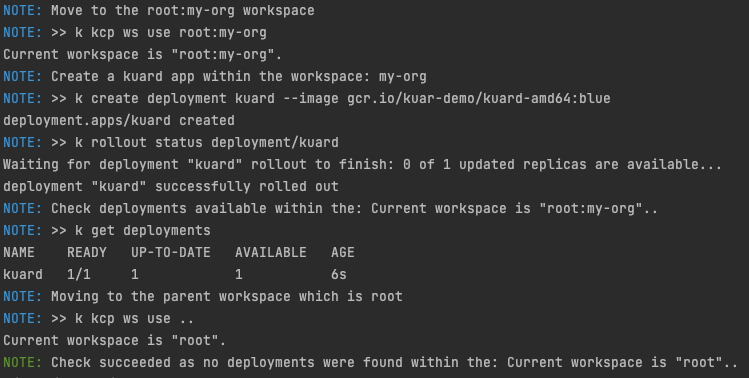 NOTE: Move to the root:my-org workspace
NOTE: >> k kcp ws use root:my-org
Current workspace is "root:my-org".
NOTE: Create a kuard app within the workspace: my-org
NOTE: >> k create deployment kuard --image gcr.io/kuar-demo/kuard-amd64:blue
deployment.apps/kuard created
NOTE: >> k rollout status deployment/kuard
Waiting for deployment "kuard" rollout to finish: 0 of 1 updated replicas are available...
deployment "kuard" successfully rolled out
NOTE: Check deployments available within the: Current workspace is "root:my-org"..
NOTE: >> k get deployments
NAME    READY   UP-TO-DATE   AVAILABLE   AGE
kuard   1/1     1            1           6s
NOTE: Moving to the parent workspace which is root
NOTE: >> k kcp ws use ..
Current workspace is "root".
NOTE: Check succeeded as no deployments were found within the: Current workspace is "root"..